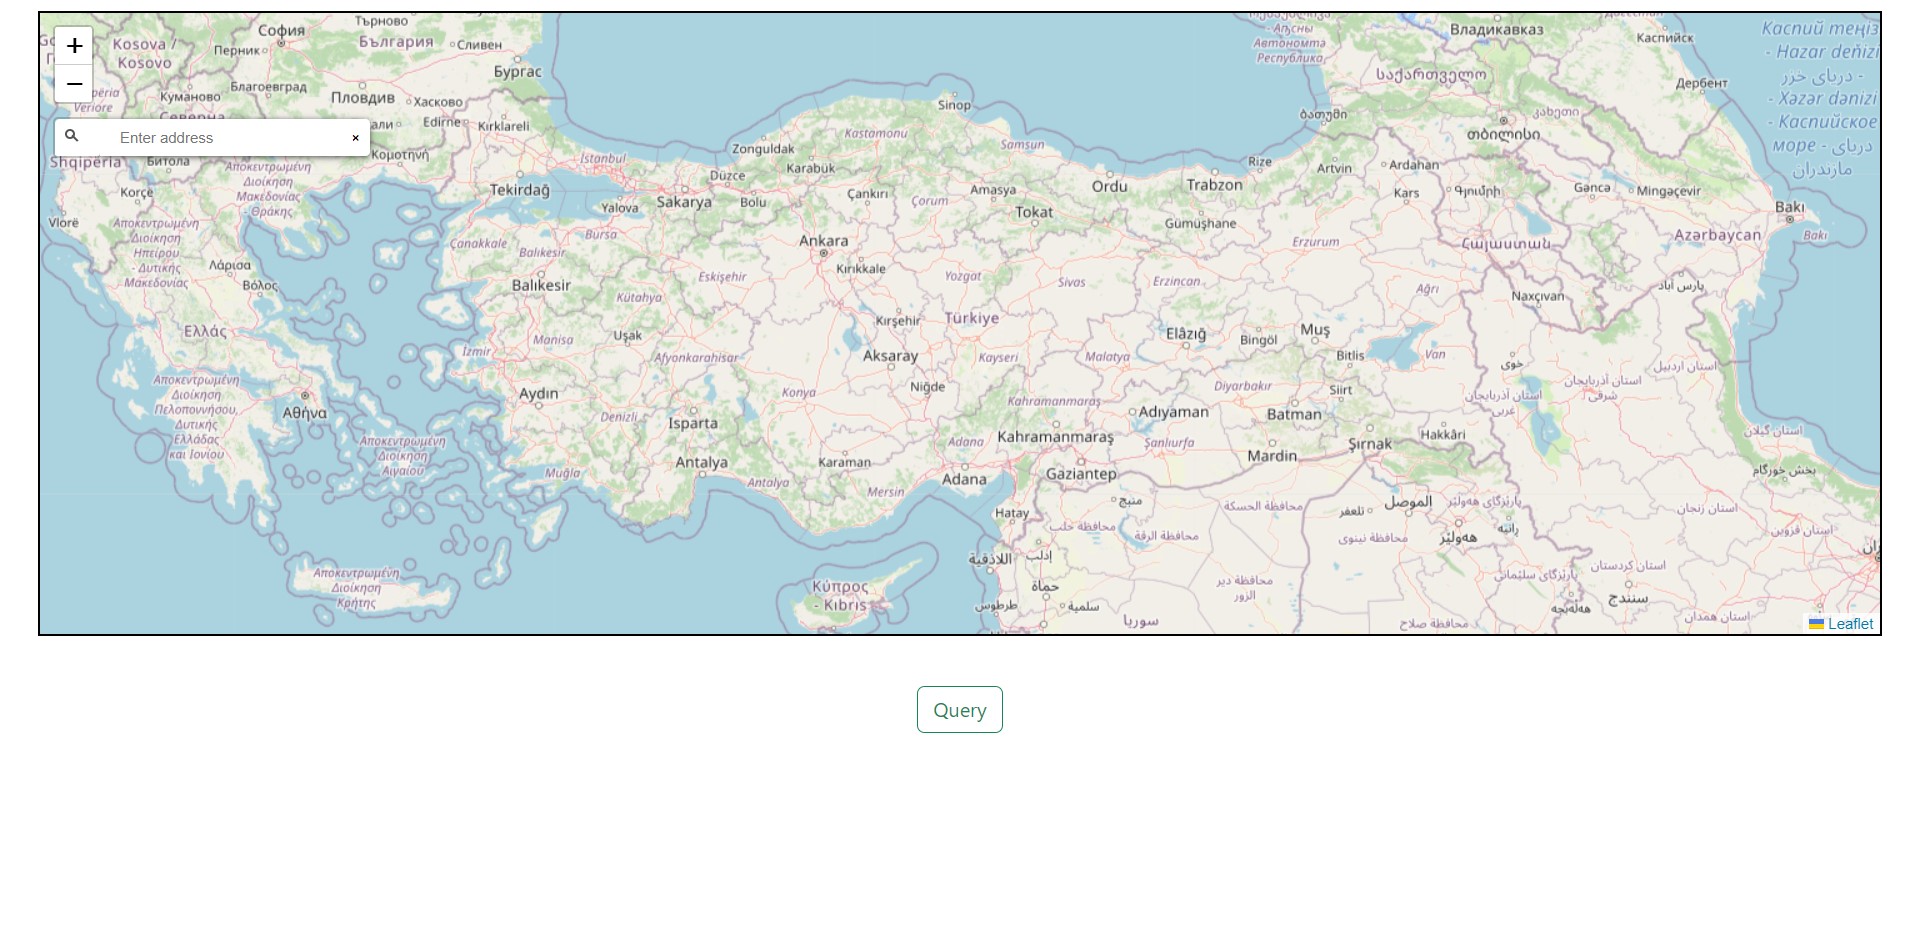 +
−
Enter address
×
Търново
София
България
Сливен
Перник
Kosova /
Kosovo
Бургас
Благоевград
Куманово
Пловдив
Хасково
Северна
Edirne
Kırklareli
Shqipëria
Битола
Κομοτηνή
Αποκεντρωμένη
Διοίκηση
Μακεδονίας
- Θράκης
Korçë
Vlorë
Αποκεντρωμένη
Διοίκηση
Ηπείρου
- Δυτικής
Μακεδονίας
Λάρισα
Βόλος
Ελλάς
Αποκεντρωμένη
Διοίκηση
Πελοποννήσου,
Δυτικής
Ελλάδας
και Ιονίου
Αθήνα
Αποκεντρωμένη
Διοίκηση
Αιγαίου
Αποκεντρωμένη
Διοίκηση
Κρήτης
Tekirdağ
İstanbul
Yalova
Sakarya
Düzce
Bolu
Zonguldak
Karabük
Kastamonu
Sinop
Samsun
Çankırı
Çorum
Amasya
Tokat
Ordu
Trabzon
Rize
Artvin
Ardahan
Kars
Gümüşhane
Çanakkale
Balıkesir
Bursa
Balıkesir
Eskişehir
Kütahya
Ankara
Kırıkkale
Yozgat
Sivas
Erzincan
Erzurum
Ağrı
Manisa
Uşak
İzmir
Afyonkarahisar
Kırşehir
Türkiye
Aksaray
Kayseri
Malatya
Elâzığ
Bingöl
Muş
Bitlis
Van
Aydın
Denizli
Isparta
Konya
Niğde
Kahramanmaraş
Adıyaman
Diyarbakır
Siirt
Batman
Adana
Kahramanmaraş
Şanlıurfa
Mardin
Şırnak
Hakkâri
Muğla
Antalya
Antalya
Karaman
Mersin
Adana
Gaziantep
Hatay
Κύπρος
- Kıbrıs
Автономтә
Республика
Владикавказ
Каспийск
Дербент
საქართველო
ბათუმი
თბილისი
კახეთი
Գյումրի
Հայաստան
Gəncə
Mingəçevir
Azərbaycan
Bakı
Bakı
Naxçıvan
Каспий теңізі
- Hazar deňizi
- دریای خزر
- Xəzər dənizi
- Каспийское
море - دریای
مازندران
پارس آباد
خوی
استان آذربایجان
غربی
استان آذربایجان
شرقی
استان اردبیل
استان گیلان
بخش خورگام
استان زنجان
استان قزوین
استان کردستان
سنندج
استان همدان
منبج
محافظة حلب
محافظة الرقة
محافظة الحسكة
تلعفر
الموصل
محافظة نينوى
پارێزگای هەولێر
هەولێر
ڕانیە
پارێزگای سلێمانی
هەڵەبجە
اللاذقية
إدلب
حماة
طرطوس
سلمية
سوريا
محافظة دير
الزور
محافظة صلاح
Leaflet
Query